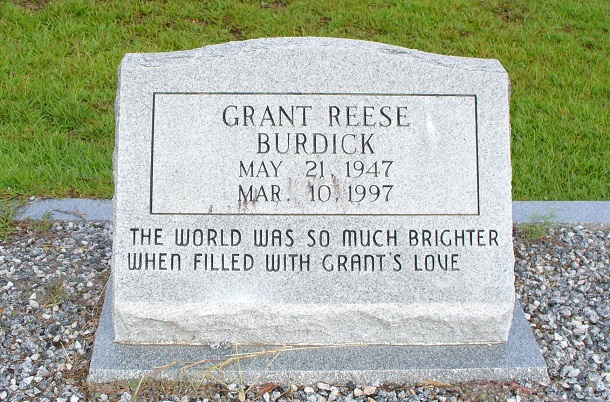 GRANT REESE
BURDICK
MAY 21, 1947
MAR. 10, 1997
THE WORLD WAS SO MUCH BRIGHTER
WHEN FILLED WITH GRANT'S LOVE